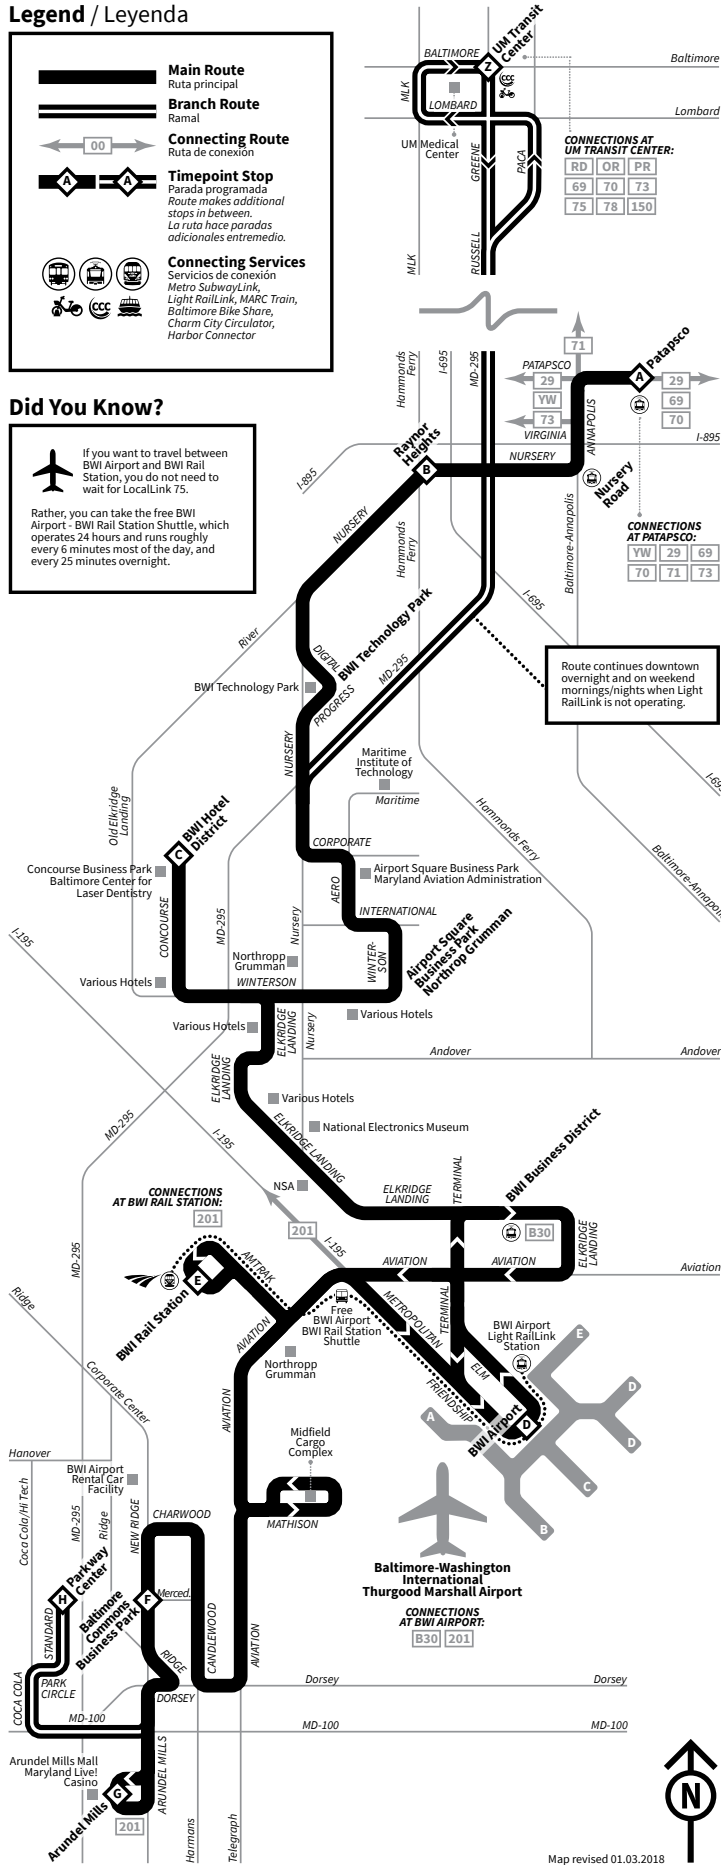 Legend / Leyenda
Main Route
Ruta principal
Branch Route
Ramal
00
Connecting Route
Ruta de conexión
A
A
Timepoint Stop
Parada programada
Route makes additional
stops in between.
La ruta hace paradas
adicionales entremedio.
Connecting Services
Servicios de conexión
Metro SubwayLink,
Light RailLink, MARC Train,
Baltimore Bike Share,
Charm City Circulator,
Harbor Connector
CCC
UM Transit
Center
BALTIMORE
Z
Baltimore
CCC
MLK
LOMBARD
Lombard
UM Medical
Center
GREENE
PACA
CONNECTIONS AT
UM TRANSIT CENTER:
RD OR PR
69 70 73
75 78 150
MLK
RUSSELL
Did You Know?
If you want to travel between
BWI Airport and BWI Rail
Station, you do not need to
wait for LocalLink 75.
Rather, you can take the free BWI
Airport - BWI Rail Station Shuttle, which
operates 24 hours and runs roughly
every 6 minutes most of the day, and
every 25 minutes overnight.
Hammonds
Ferry
I-695
MD-295
71
Patapsco
PATAPSCO
A
29
YW
73
29
69
70
VIRGINIA
ANNAPOLIS
I-895
Raynor
Heights
B
NURSERY
I-895
Nursery
Road
NURSERY
Hammonds
Ferry
Baltimore-Annapolis
CONNECTIONS
AT PATAPSCO:
YW 29 69
70 71 73
I-695
River
DIGITAL
BWI Technology Park
BWI Technology Park
PROGRESS
MD-295
Route continues downtown
overnight and on weekend
mornings/nights when Light
RailLink is not operating.
NURSERY
Maritime
Institute of
Technology
Maritime
I-695
Old Elkridge
Landing
BWI Hotel
District
C
CORPORATE
Hammonds Ferry
Baltimore-Annapolis
Concourse Business Park
Baltimore Center for
Laser Dentistry
Airport Square Business Park
Maryland Aviation Administration
AERO
INTERNATIONAL
CONCOURSE
MD-295
Nursery
I-195
Northropp
Grumman
WINTER-
SON
Airport Square
Business Park
Northrop Grumman
Various Hotels
WINTERSON
Various Hotels
Various Hotels
ELKRIDGE
LANDING
Nursery
Andover
Andover
ELKRIDGE
LANDING
Various Hotels
MD-295
I-195
National Electronics Museum
ELKRIDGE LANDING
NSA
BWI Business District
ELKRIDGE
LANDING
TERMINAL
CONNECTIONS
AT BWI RAIL STATION:
201
201
I-195
B30
ELKRIDGE
LANDING
MD-295
AMTRAK
AVIATION
AVIATION
Aviation
E
BWI Rail Station
Ridge
Free
BWI Airport
BWI Rail Station
Shuttle
METROPOLITAN
TERMINAL
BWI Airport
Light RailLink
Station
AVIATION
Northropp
Grumman
ELM
FRIENDSHIP
Corporate Center
AVIATION
BWI Airport
D
A
E
D
D
C
B
Midfield
Cargo
Complex
Hanover
BWI Airport
Rental Car
Facility
MATHISON
Coca Cola/Hi Tech
MD-295
Ridge
NEW RIDGE
CHARWOOD
Baltimore-Washington
International
Thurgood Marshall Airport
CONNECTIONS
AT BWI AIRPORT:
B30 201
Parkway
Center
H
Baltimore
Commons
Business Park
F
Merced.
STANDARD
CANDLEWOOD
AVIATION
RIDGE
COCA COLA
PARK
CIRCLE
DORSEY
Dorsey
Dorsey
MD-100
MD-100
MD-100
Arundel Mills Mall
Maryland Live!
Casino
ARUNDEL MILLS
G
Arundel Mills
201
Harmans
Telegraph
N
Map revised 01.03.2018